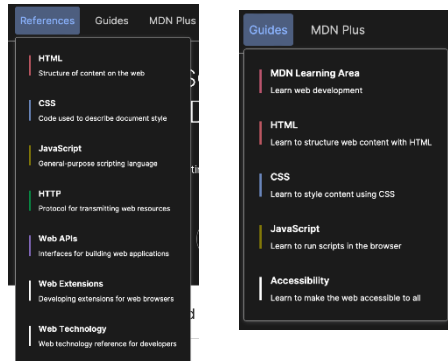 References Guides MDN Plus
HTML
Structure of content on the web
CSS
Code used to describe document style
JavaScript
General-purpose scripting language
HTTP
Protocol for transmitting web resources
Web APIs
Interfaces for building web applications
Web Extensions
Developing extensions for web browsers
Web Technology
Web technology reference for developers
Guides MDN Plus
MDN Learning Area
Learn web development
HTML
Learn to structure web content with HTML
CSS
Learn to style content using CSS
JavaScript
Learn to run scripts in the browser
Accessibility
Learn to make the web accessible to all